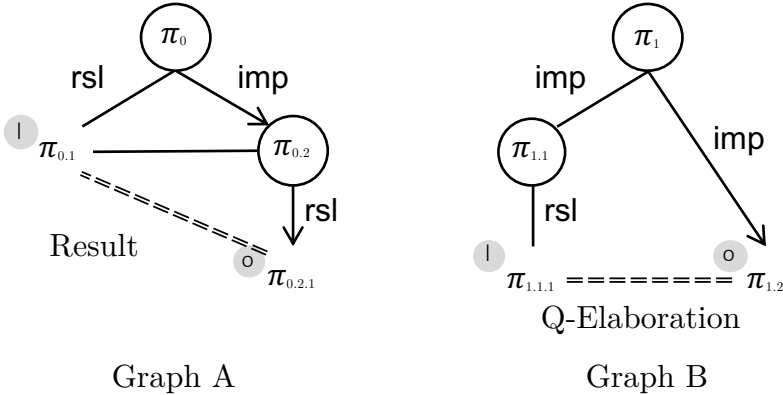 π₀
rsl imp
l π₀.₁ π₀.₂
rsl
Result
o π₀.₂.₁
Graph A
π₁
imp
imp
π₁.₁
rsl
l π₁.₁.₁ o π₁.₂
Q-Elaboration
Graph B